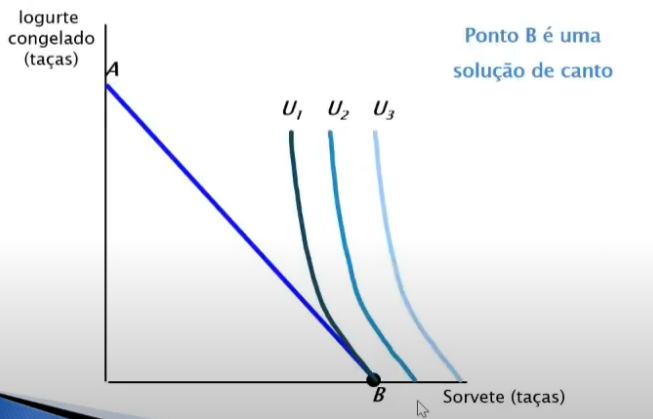 Iogurte
congelado
(taças)
Ponto B é uma
solução de canto
A
U1 U2 U3
B
Sorvete (taças)